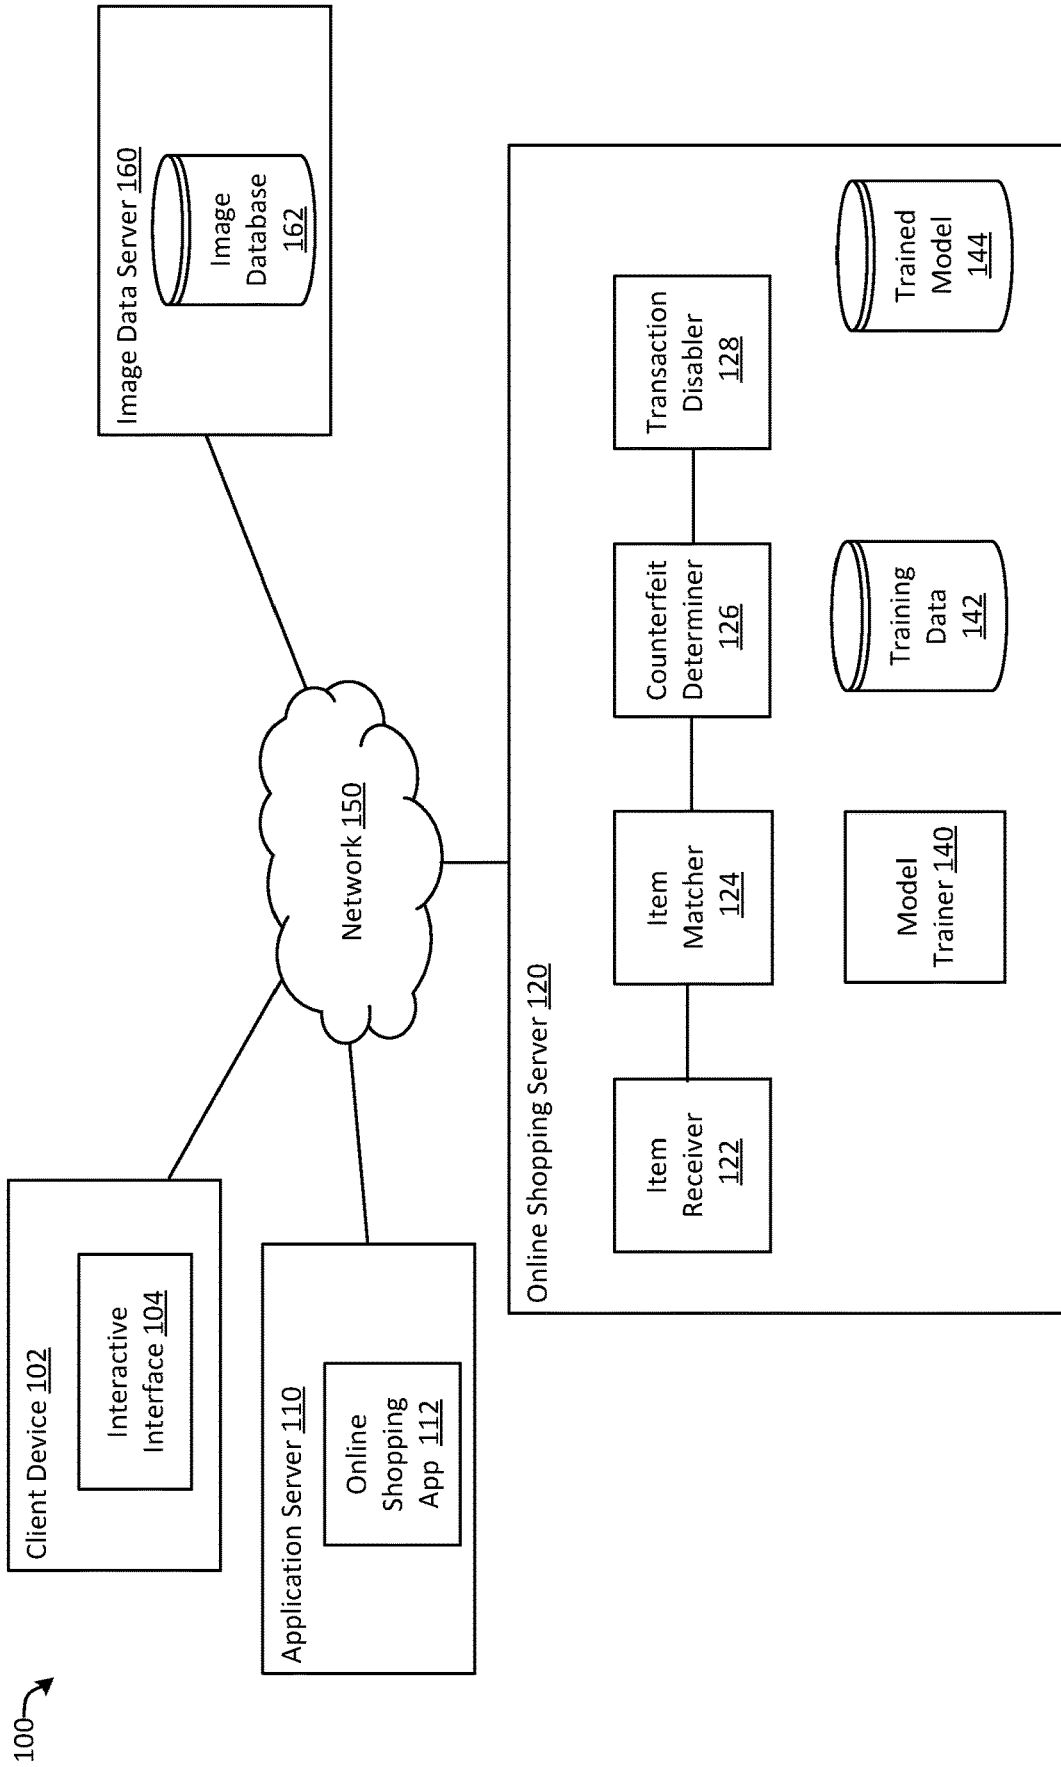 100
Client Device 102
Interactive
Interface 104
Application Server 110
Online
Shopping
App 112
Network 150
Image Data Server 160
Image
Database
162
Online Shopping Server 120
Item
Receiver
122
Item
Matcher
124
Counterfeit
Determiner
126
Transaction
Disabler
128
Model
Trainer 140
Training
Data
142
Trained
Model
144